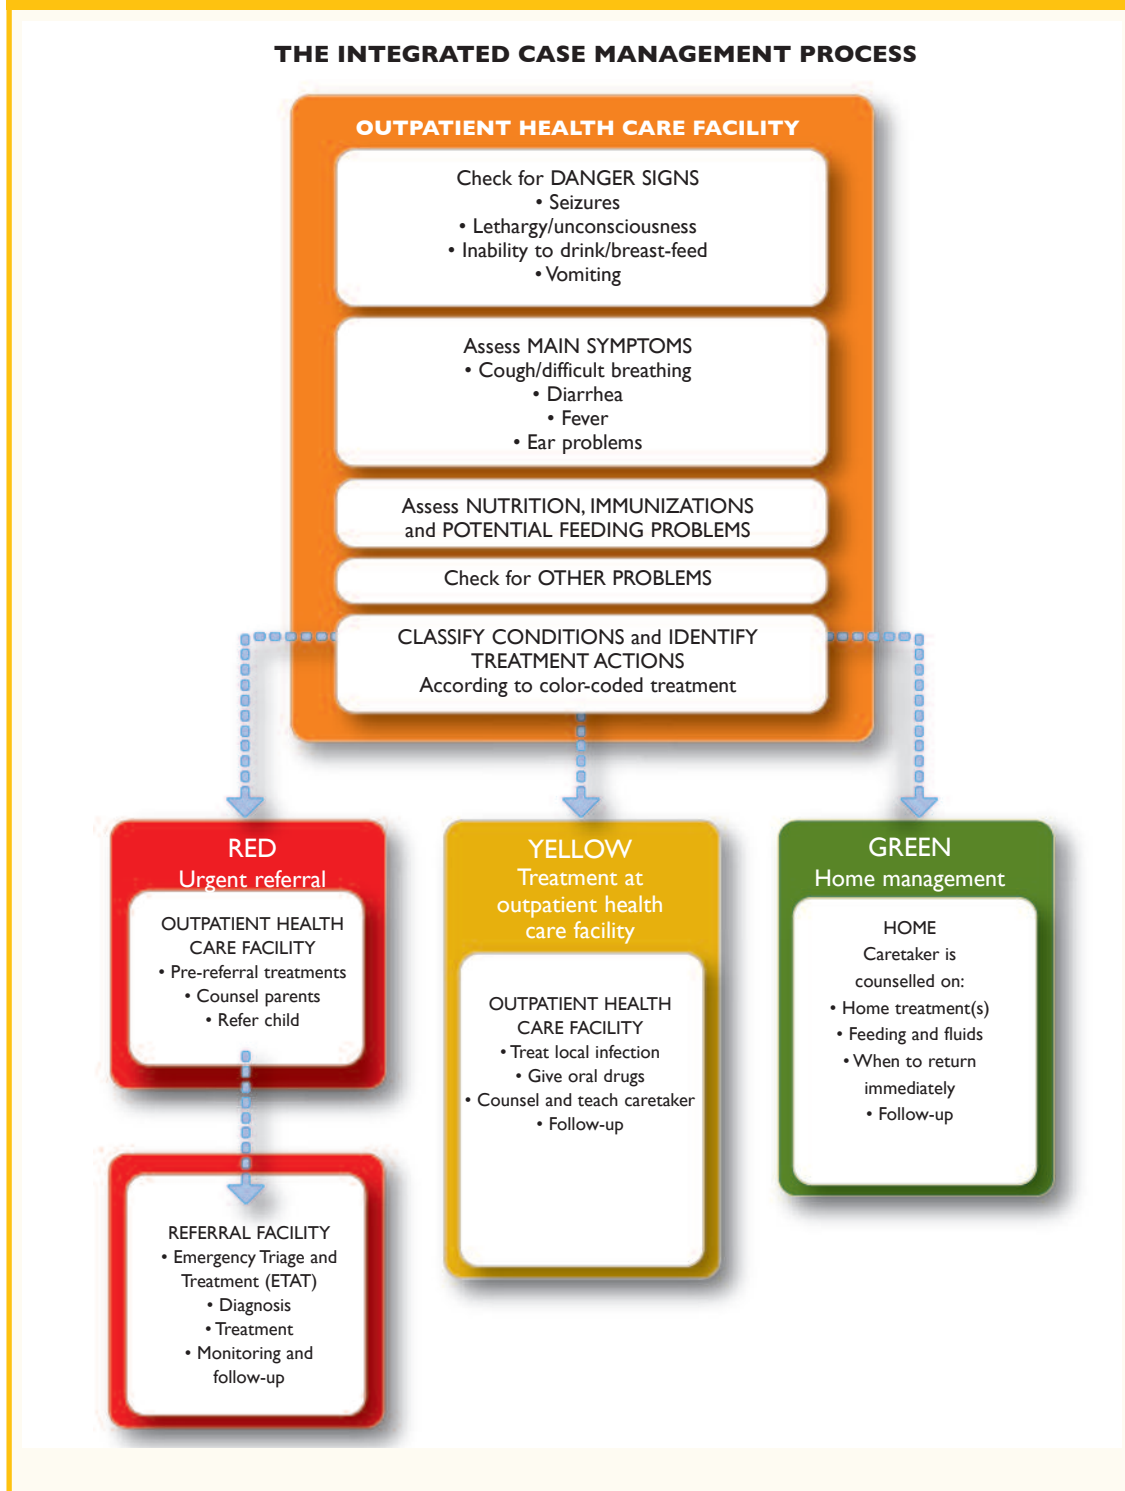 THE INTEGRATED CASE MANAGEMENT PROCESS
OUTPATIENT HEALTH CARE FACILITY
Check for DANGER SIGNS
• Seizures
• Lethargy/unconsciousness
• Inability to drink/breast-feed
• Vomiting
Assess MAIN SYMPTOMS
• Cough/difficult breathing
• Diarrhea
• Fever
• Ear problems
Assess NUTRITION, IMMUNIZATIONS
and POTENTIAL FEEDING PROBLEMS
Check for OTHER PROBLEMS
CLASSIFY CONDITIONS and IDENTIFY
TREATMENT ACTIONS
According to color-coded treatment
RED
Urgent referral
OUTPATIENT HEALTH
CARE FACILITY
• Pre-referral treatments
• Counsel parents
• Refer child
REFERRAL FACILITY
• Emergency Triage and
Treatment (ETAT)
• Diagnosis
• Treatment
• Monitoring and
follow-up
YELLOW
Treatment at
outpatient health
care facility
OUTPATIENT HEALTH
CARE FACILITY
• Treat local infection
• Give oral drugs
• Counsel and teach caretaker
• Follow-up
GREEN
Home management
HOME
Caretaker is
counselled on:
• Home treatment(s)
• Feeding and fluids
• When to return
immediately
• Follow-up